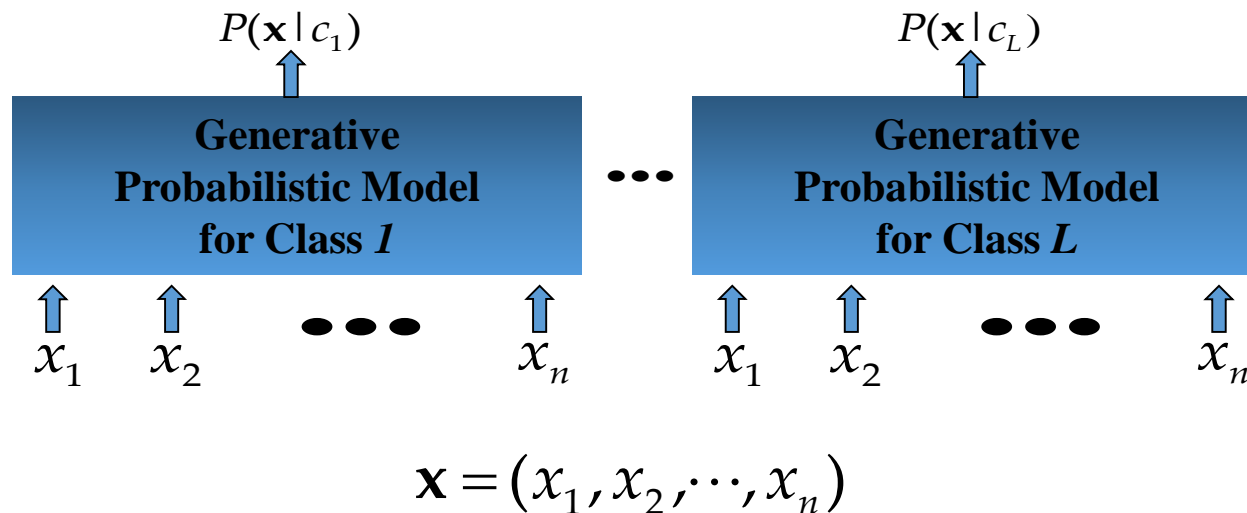 P(x | c₁) P(x | c_L)
Generative
Probabilistic Model
for Class 1
•••
Generative
Probabilistic Model
for Class L
x₁ x₂ ••• xₙ x₁ x₂ ••• xₙ
x = (x₁, x₂, ⋯, xₙ)